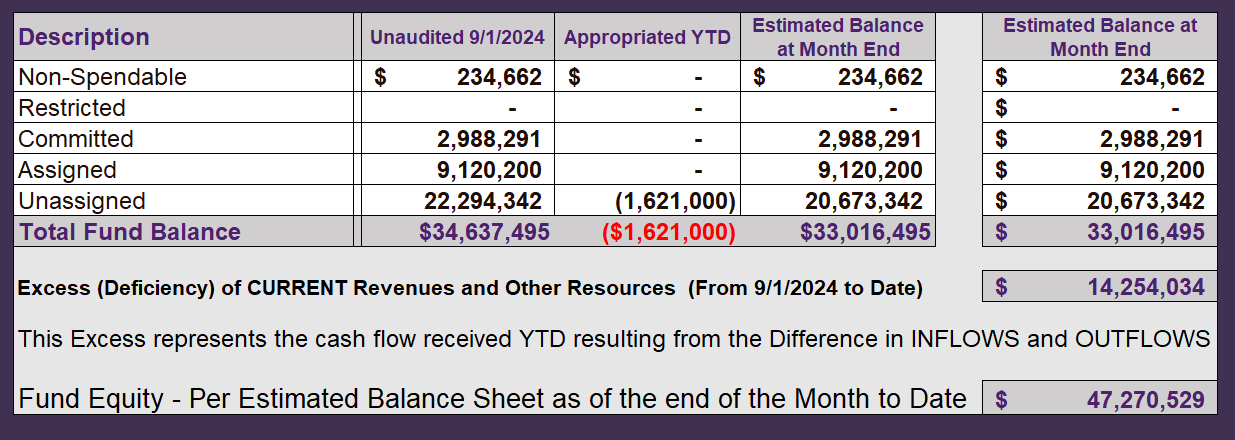 Description Unaudited 9/1/2024 Appropriated YTD Estimated Balance at Month End Estimated Balance at Month End
Non-Spendable $ 234,662 $ - $ 234,662 $ 234,662
Restricted - - - $ -
Committed 2,988,291 - 2,988,291 $ 2,988,291
Assigned 9,120,200 - 9,120,200 $ 9,120,200
Unassigned 22,294,342 (1,621,000) 20,673,342 $ 20,673,342
Total Fund Balance $34,637,495 ($1,621,000) $33,016,495 $ 33,016,495
Excess (Deficiency) of CURRENT Revenues and Other Resources (From 9/1/2024 to Date) $ 14,254,034
This Excess represents the cash flow received YTD resulting from the Difference in INFLOWS and OUTFLOWS
Fund Equity - Per Estimated Balance Sheet as of the end of the Month to Date $ 47,270,529